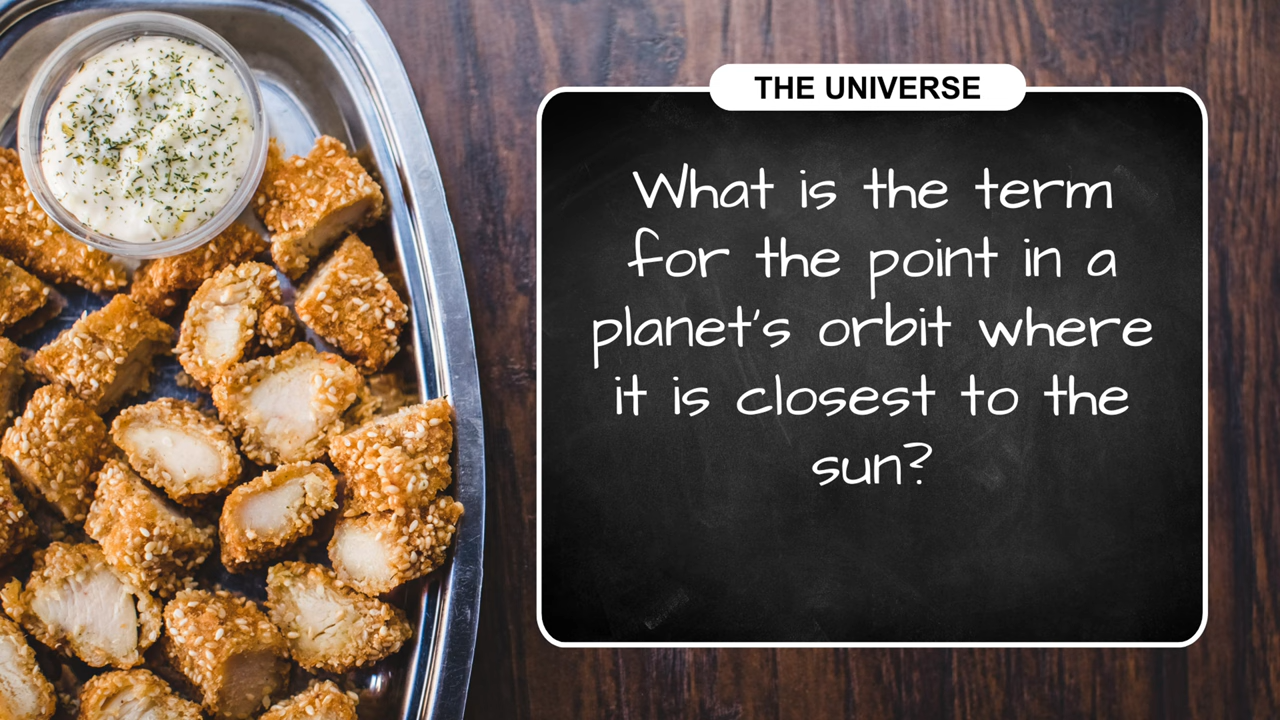 THE UNIVERSE
What is the term
for the point in a
planet's orbit where
it is closest to the
sun?